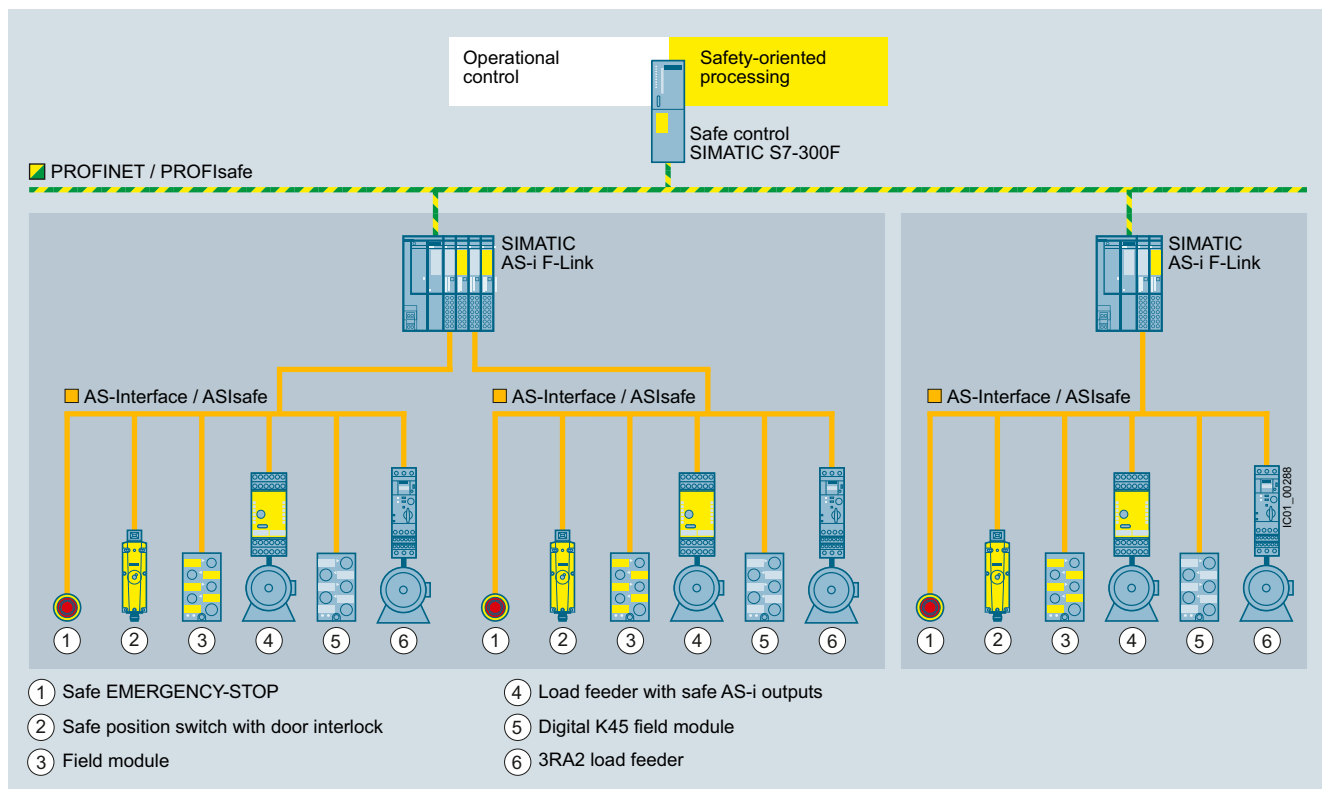 Operational
control
Safety-oriented
processing
Safe control
SIMATIC S7-300F
PROFINET / PROFIsafe
SIMATIC
AS-i F-Link
SIMATIC
AS-i F-Link
AS-Interface / ASIsafe
AS-Interface / ASIsafe
AS-Interface / ASIsafe
IC01_00288
1 2 3 4 5 6
1 2 3 4 5 6
1 2 3 4 5 6
1 Safe EMERGENCY-STOP
2 Safe position switch with door interlock
3 Field module
4 Load feeder with safe AS-i outputs
5 Digital K45 field module
6 3RA2 load feeder